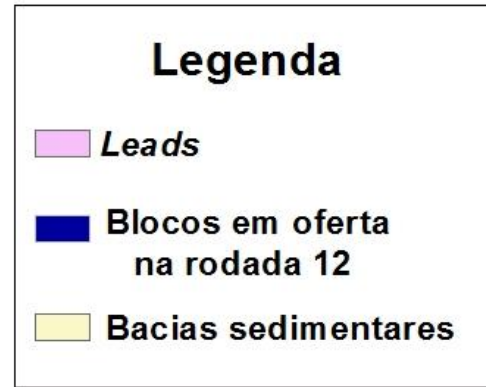 Legenda
Leads
Blocos em oferta
na rodada 12
Bacias sedimentares